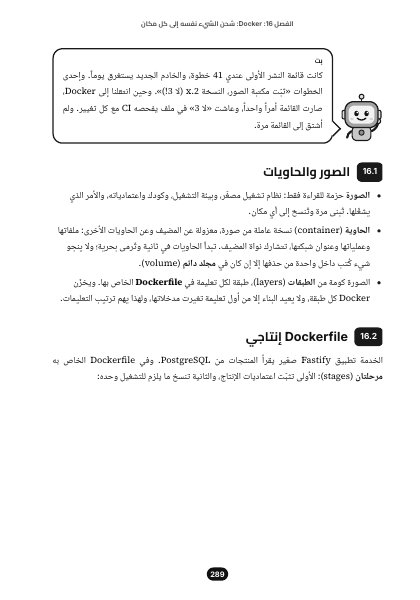 الفصل 16: Docker: شحن الشيء نفسه إلى كل مكان
بِت
كانت قائمة النشر الأولى عندي 41 خطوة، والخادم الجديد يستغرق يوماً. وإحدى
الخطوات «ثبّت مكتبة الصور، النسخة 2.x (لا 3!)». وحين انتقلنا إلى Docker،
صارت القائمة أمراً واحداً، وعاشت «لا 3» في ملف يفحصه CI مع كل تغيير. ولم
أشتق إلى القائمة مرة.
16.1 الصور والحاويات
• الصورة حزمة للقراءة فقط: نظام تشغيل مصغّر، وبيئة التشغيل، وكودك واعتمادياته، والأمر الذي
يشغّلها. تُبنى مرة وتُنسخ إلى أي مكان.
• الحاوية (container) نسخة عاملة من صورة، معزولة عن المضيف وعن الحاويات الأخرى: ملفاتها
وعملياتها وعنوان شبكتها، تتشارك نواة المضيف. تبدأ الحاويات في ثانية وتُرمى بحرية؛ ولا ينجو
شيء كُتب داخل واحدة من حذفها إلا إن كان في مجلد دائم (volume).
• الصورة كومة من الطبقات (layers)، طبقة لكل تعليمة في Dockerfile الخاص بها. ويخزّن
Docker كل طبقة، ولا يعيد البناء إلا من أول تعليمة تغيرت مدخلاتها، ولهذا يهم ترتيب التعليمات.
16.2 Dockerfile إنتاجي
الخدمة تطبيق Fastify صغير يقرأ المنتجات من PostgreSQL. وفي Dockerfile الخاص به
مرحلتان (stages): الأولى تثبّت اعتماديات الإنتاج، والثانية تنسخ ما يلزم للتشغيل وحده:
289